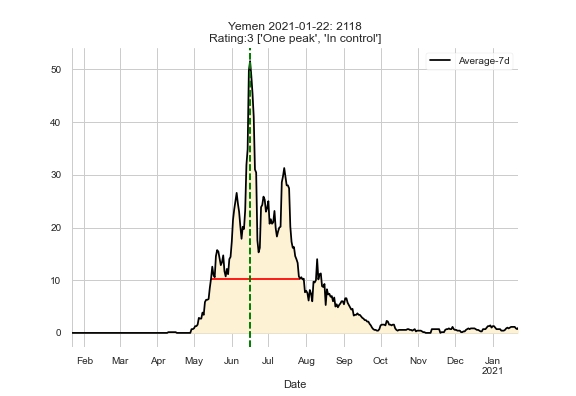 Yemen 2021-01-22: 2118
Rating:3 ['One peak', 'In control']
Average-7d
50
40
30
20
10
0
Feb Mar Apr May Jun Jul Aug Sep Oct Nov Dec Jan
2021
Date